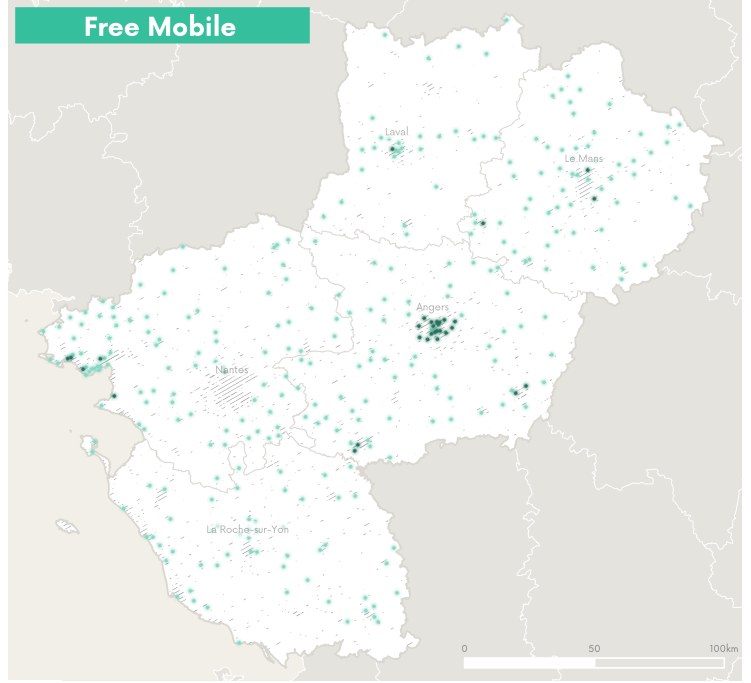 Free Mobile
Laval
Le Mans
Angers
Nantes
La Roche-sur-Yon
0 50 100km